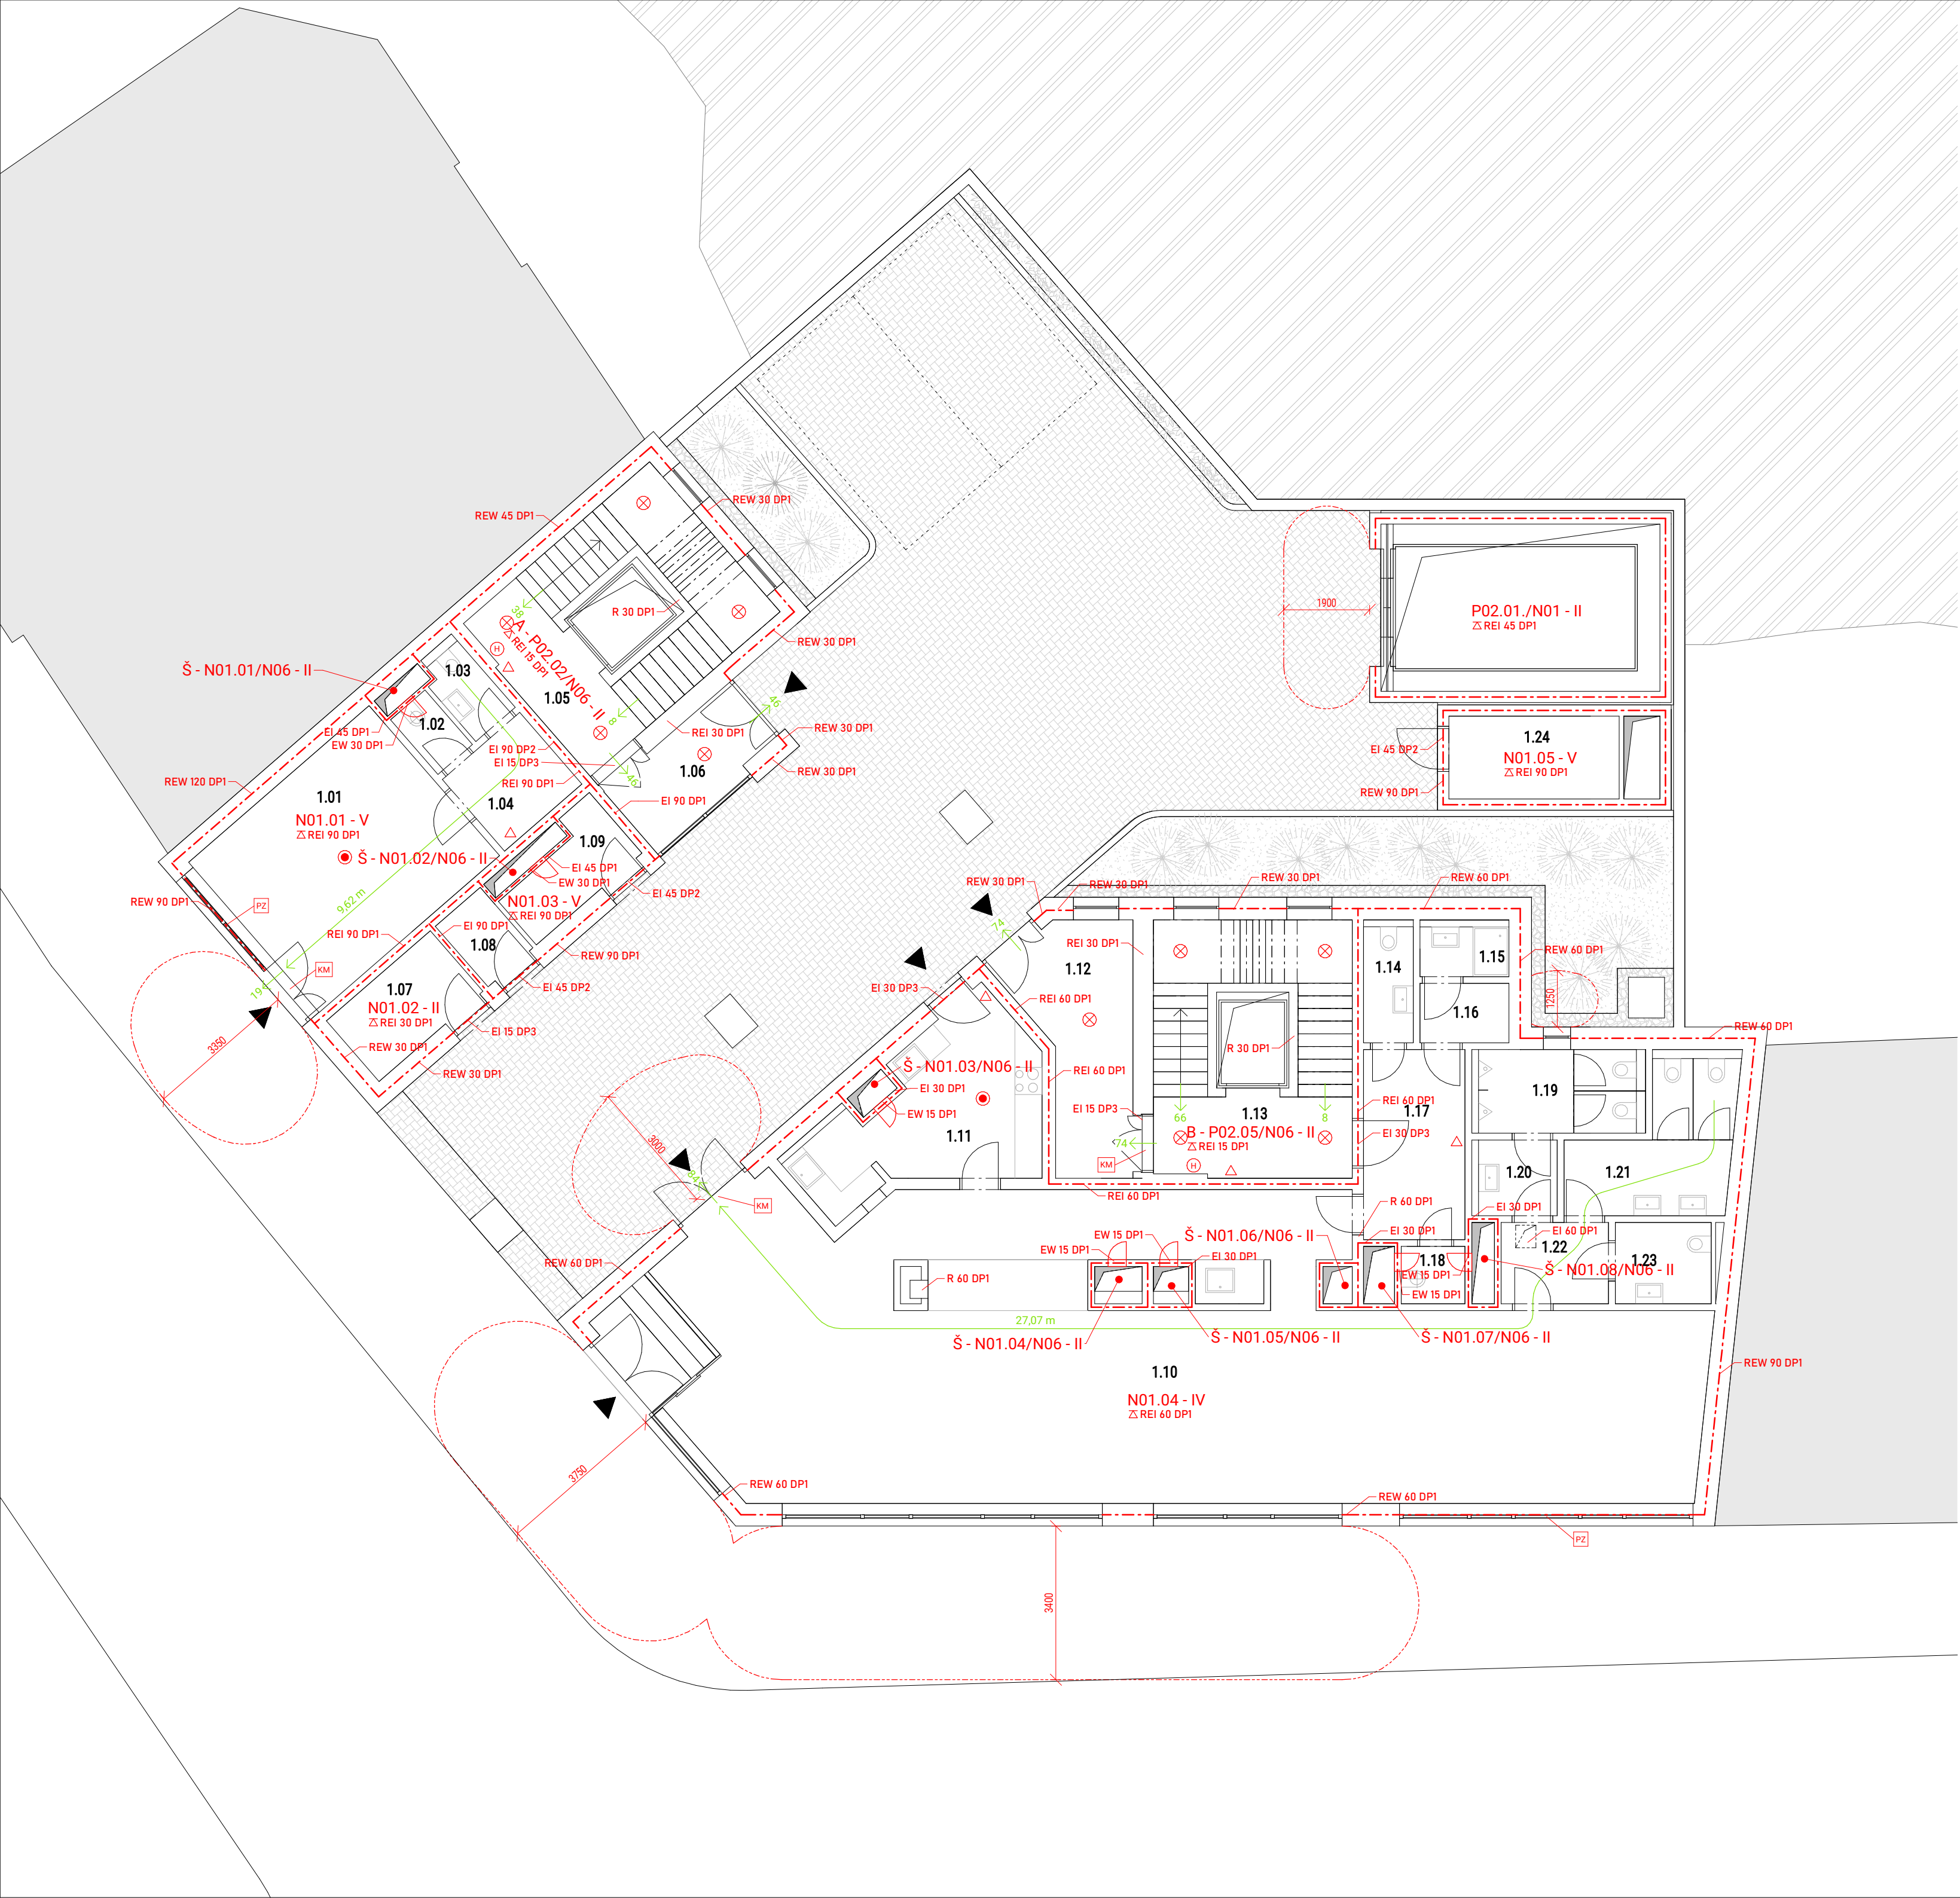 REW 30 DP1
REW 45 DP1
R 30 DP1
1900
P02.01./N01 - II
REI 45 DP1
38
A - P02.02/N06 - II
REI 15 DP1
H
REW 30 DP1
Š - N01.01/N06 - II
1.03
1.05
46
8
1.02
EI 45 DP1
EW 30 DP1
EI 90 DP2
EI 15 DP3
REI 30 DP1
REW 30 DP1
1.24
EI 45 DP2
N01.05 - V
REI 90 DP1
REW 120 DP1
REI 90 DP1
46
1.06
REW 30 DP1
REW 90 DP1
1.01
1.04
EI 90 DP1
N01.01 - V
REI 90 DP1
1.09
Š - N01.02/N06 - II
EI 45 DP1
EW 30 DP1
EI 45 DP2
REW 30 DP1
REW 30 DP1
REW 30 DP1
REW 60 DP1
REW 90 DP1
PZ
9,62 m
N01.03 - V
REI 90 DP1
REI 90 DP1
EI 90 DP1
1.08
74
REW 90 DP1
REI 30 DP1
REW 60 DP1
1.15
1.14
1.12
KM
19
1.07
EI 45 DP2
EI 30 DP3
REI 60 DP1
1250
N01.02 - II
REI 30 DP1
1.16
EI 15 DP3
REW 60 DP1
3350
REW 30 DP1
REW 30 DP1
R 30 DP1
Š - N01.03/N06 - II
REI 60 DP1
EI 30 DP1
1.19
EW 15 DP1
EI 15 DP3
66
1.13
8
REI 60 DP1
1.17
3000
1.11
74
B - P02.05/N06 - II
REI 15 DP1
EI 30 DP3
KM
H
84
1.20
1.21
KM
REI 60 DP1
R 60 DP1
EI 30 DP1
EW 15 DP1
Š - N01.06/N06 - II
EI 30 DP1
EI 60 DP1
1.22
EW 15 DP1
EI 30 DP1
1.18
1.23
REW 60 DP1
R 60 DP1
EW 15 DP1
Š - N01.08/N06 - II
EW 15 DP1
27,07 m
Š - N01.04/N06 - II
Š - N01.05/N06 - II
Š - N01.07/N06 - II
1.10
REW 90 DP1
N01.04 - IV
REI 60 DP1
3750
REW 60 DP1
REW 60 DP1
PZ
3400